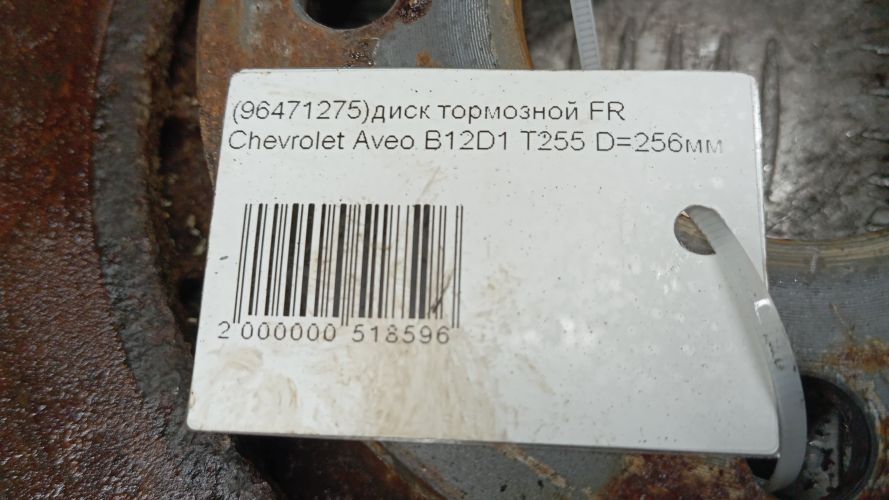 (96471275)диск тормозной FR
Chevrolet Aveo B12D1 T255 D=256мм
2 000000 518596